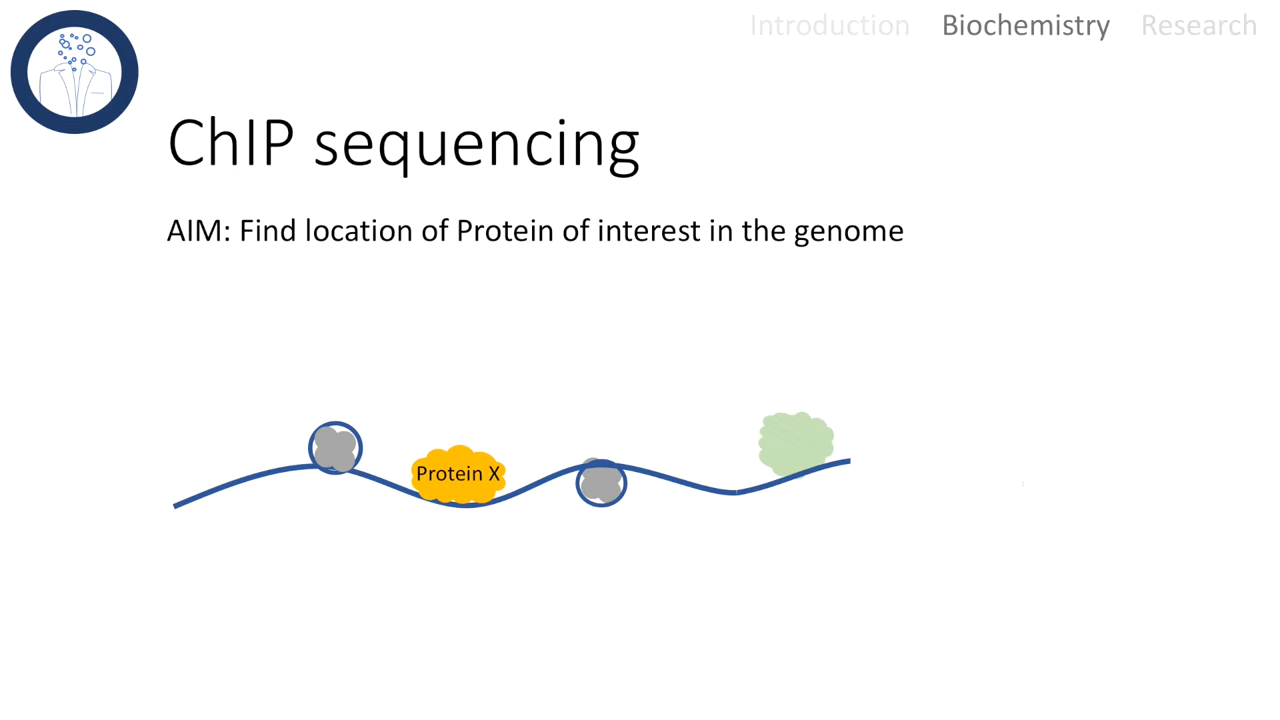 Introduction Biochemistry Research
ChIP sequencing
AIM: Find location of Protein of interest in the genome
Protein X